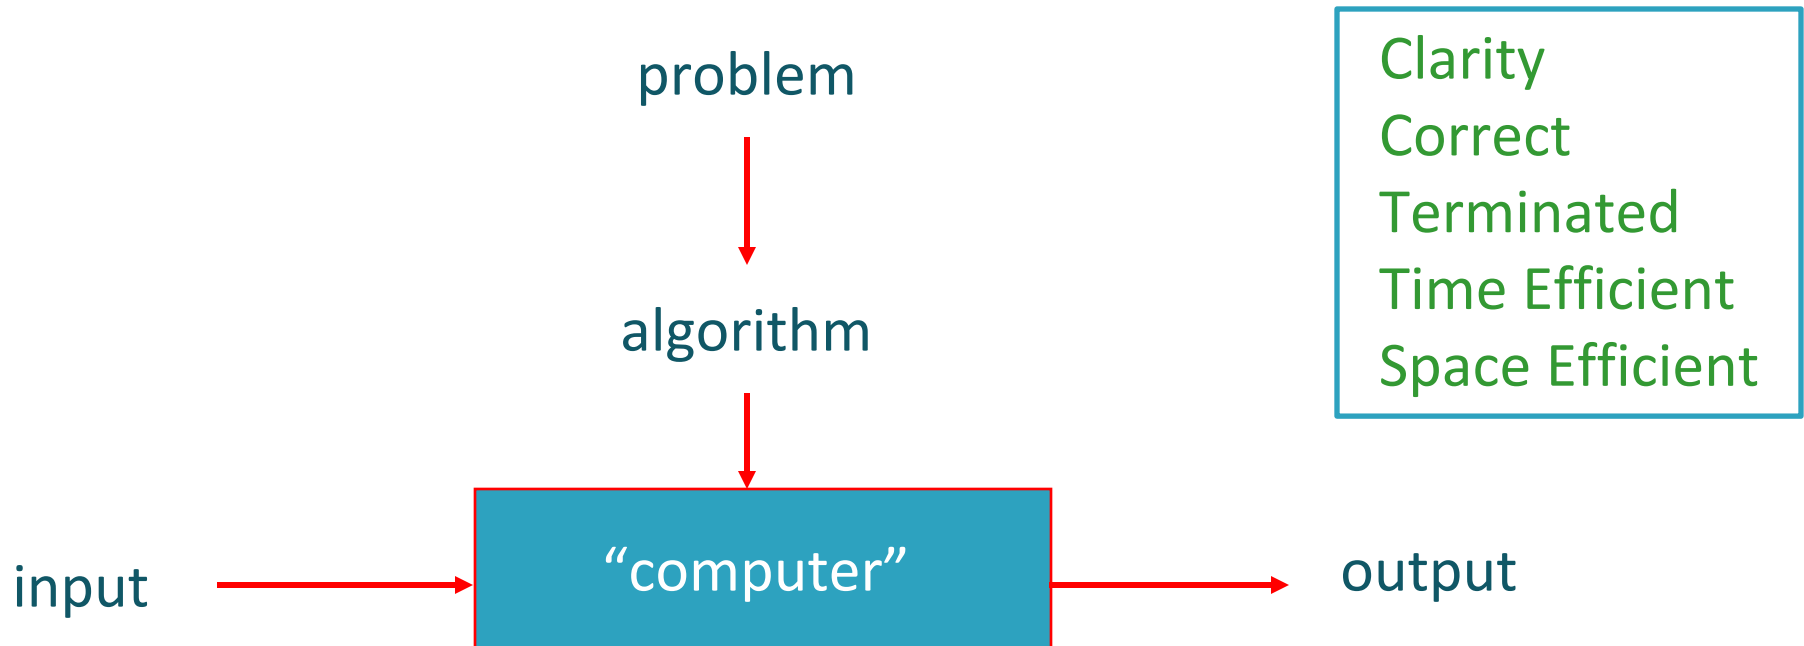 problem
algorithm
input
“computer”
output
Clarity
Correct
Terminated
Time Efficient
Space Efficient